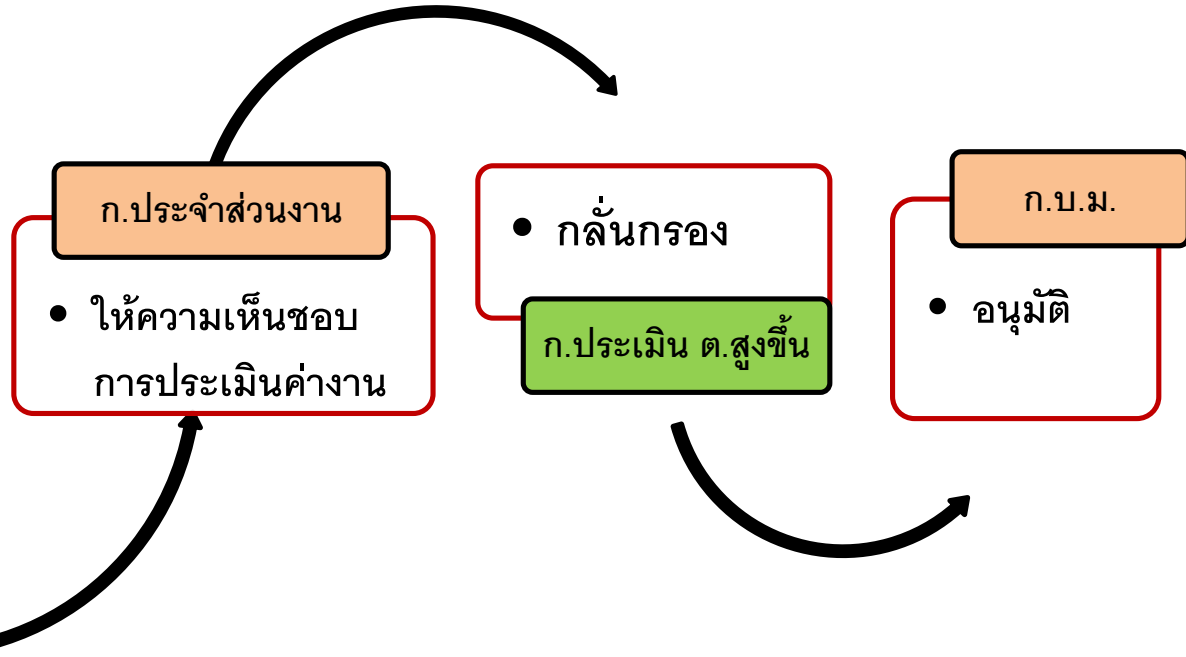 ก.ประจำส่วนงาน
• ให้ความเห็นชอบ
การประเมินค่างาน
• กลั่นกรอง
ก.ประเมิน ต.สูงขึ้น
ก.บ.ม.
• อนุมัติ